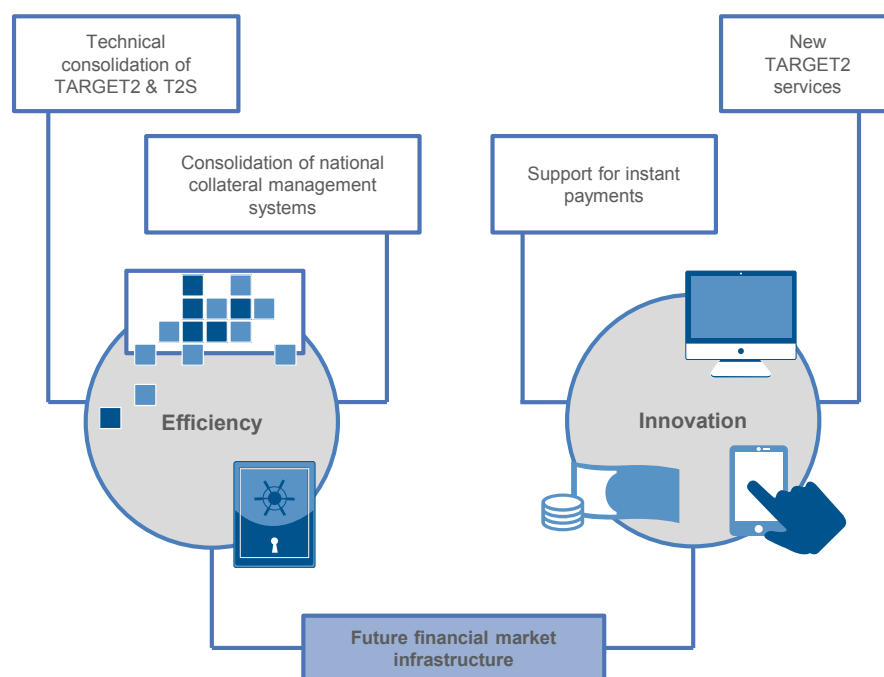 Technical
consolidation of
TARGET2 & T2S
New
TARGET2
services
Consolidation of national
collateral management
systems
Support for instant
payments
Efficiency
Innovation
Future financial market
infrastructure